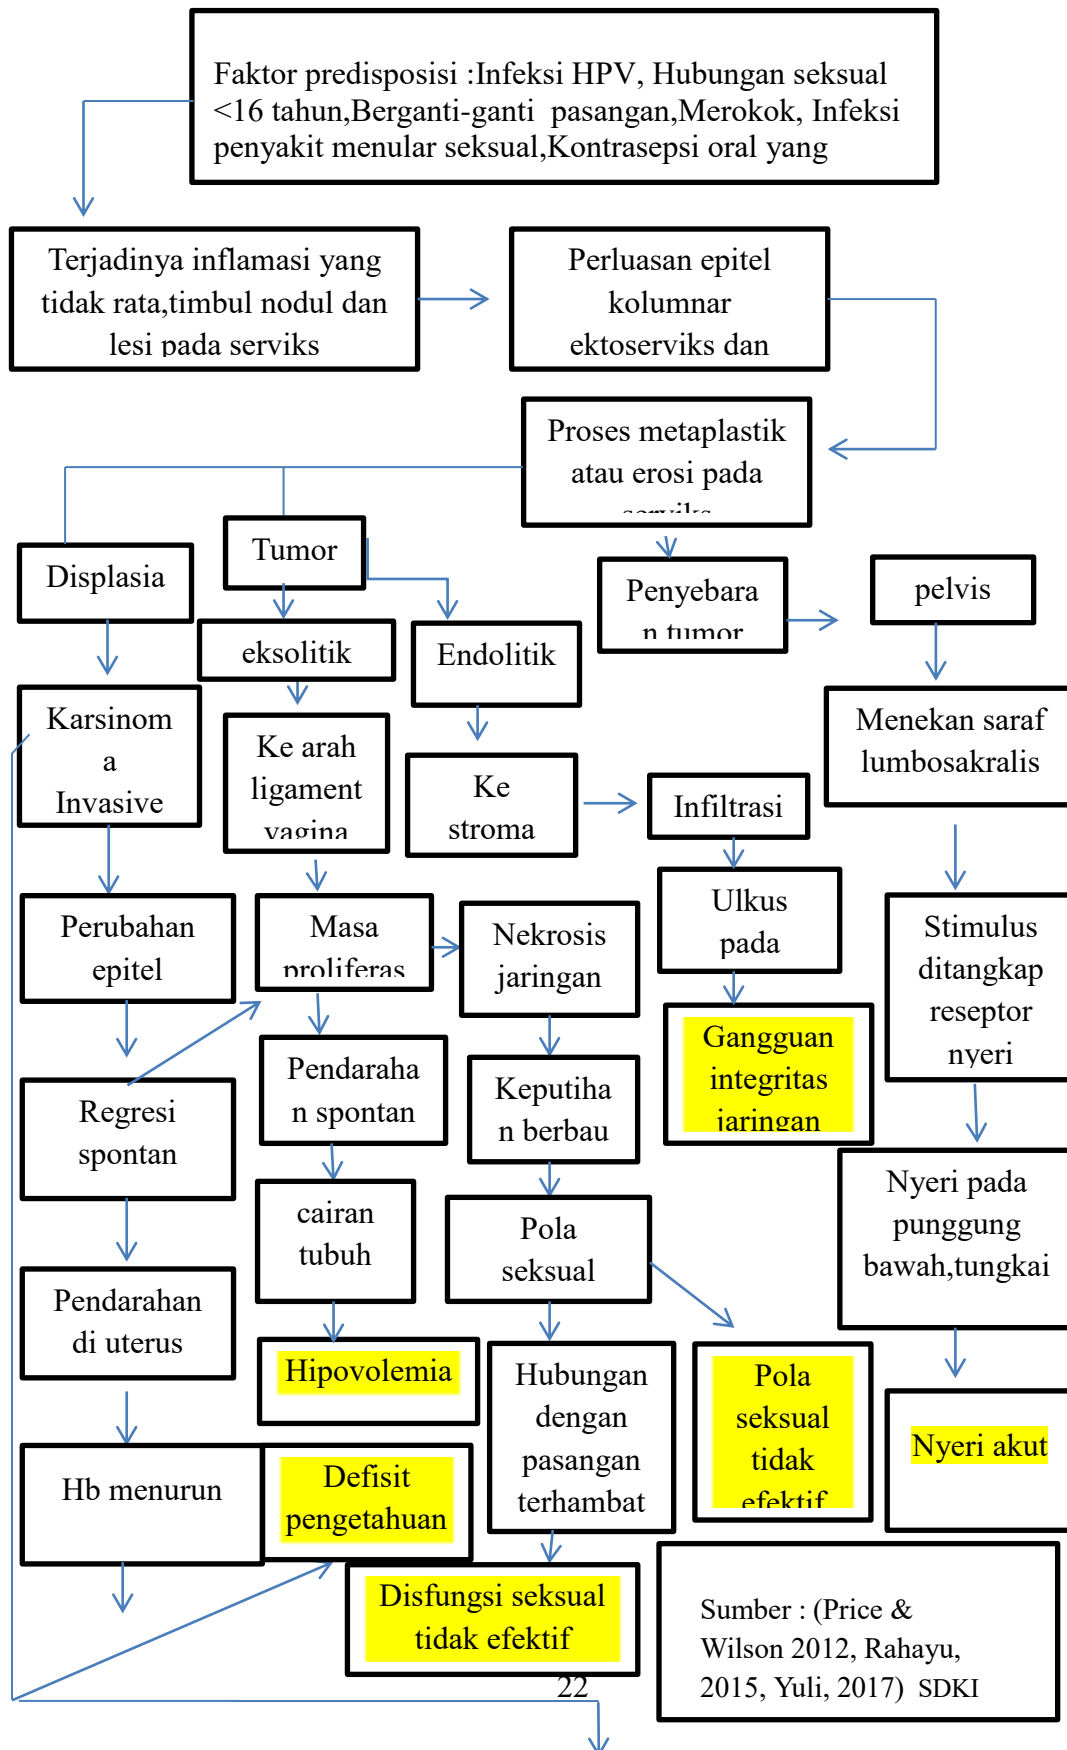 Faktor predisposisi :Infeksi HPV, Hubungan seksual
<16 tahun,Berganti-ganti pasangan,Merokok, Infeksi
penyakit menular seksual,Kontrasepsi oral yang
Terjadinya inflamasi yang
tidak rata,timbul nodul dan
lesi pada serviks
Perluasan epitel
kolumnar
ektoserviks dan
Proses metaplastik
atau erosi pada
serviks
Tumor
Displasia
Penyebara
n tumor
pelvis
eksolitik
Endolitik
Karsinom
a
Invasive
Ke arah
ligament
vagina
Ke
stroma
Infiltrasi
Menekan saraf
lumbosakralis
Perubahan
epitel
Masa
proliferas
Nekrosis
jaringan
Ulkus
pada
Stimulus
ditangkap
reseptor
nyeri
Gangguan
integritas
jaringan
Regresi
spontan
Pendaraha
n spontan
Keputiha
n berbau
cairan
tubuh
Pola
seksual
Nyeri pada
punggung
bawah,tungkai
Pendarahan
di uterus
Hipovolemia
Hubungan
dengan
pasangan
terhambat
Pola
seksual
tidak
efektif
Nyeri akut
Hb menurun
Defisit
pengetahuan
Disfungsi seksual
tidak efektif
Sumber : (Price &
Wilson 2012, Rahayu,
2015, Yuli, 2017) SDKI
22